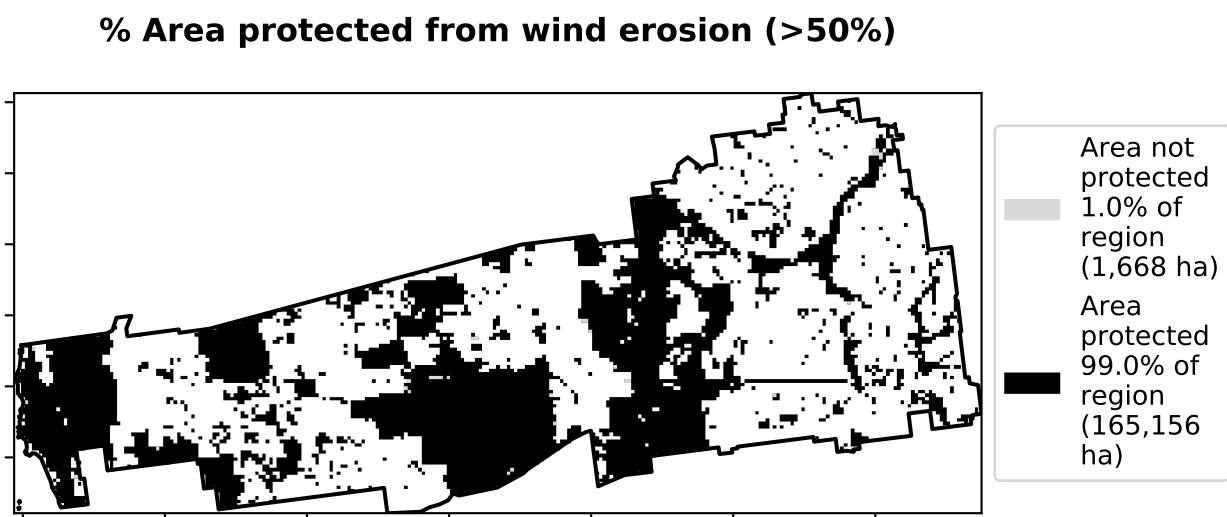 % Area protected from wind erosion (>50%)
Area not
protected
1.0% of
region
(1,668 ha)
Area
protected
99.0% of
region
(165,156
ha)